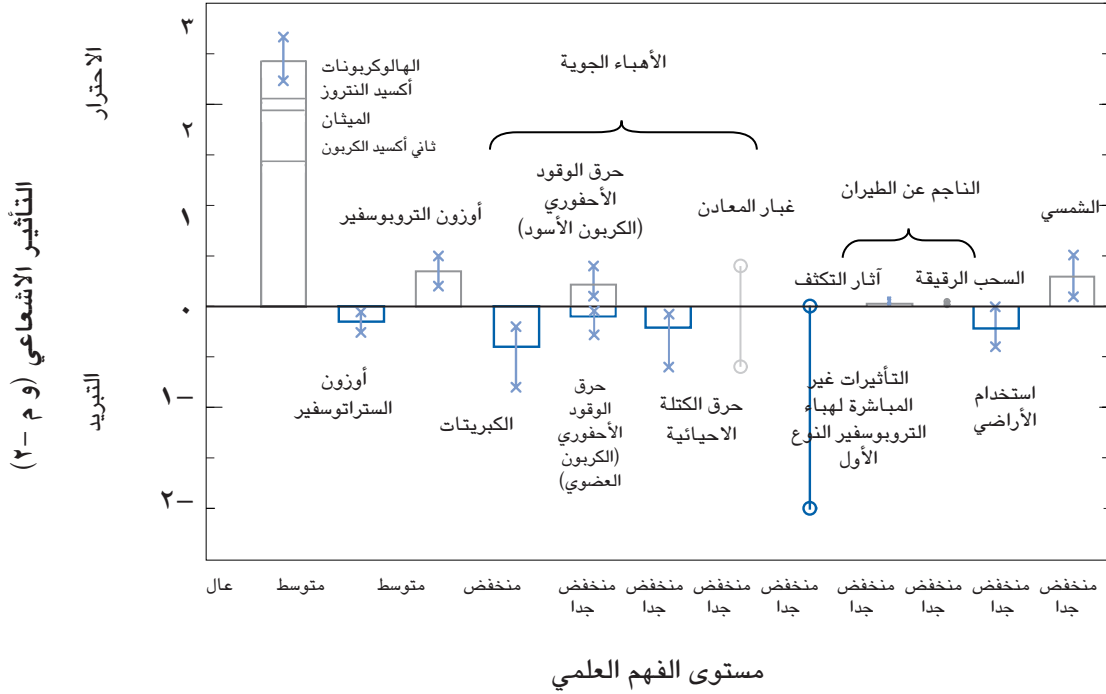 التأثير الاشعاعي (و م –٢)
الاحترار
التبريد
٣
٢
١
٠
–١
–٢
الهالوكربونات
أكسيد النتروز
الميثان
ثاني أكسيد الكربون
الأهباء الجوية
أوزون التروبوسفير
حرق الوقود
الأحفوري
(الكربون الأسود)
غبار المعادن
الناجم عن الطيران
آثار التكثف
السحب الرقيقة
الشمسي
أوزون
الستراتوسفير
الكبريتات
حرق
الوقود
الأحفوري
(الكربون
العضوي)
حرق الكتلة
الاحيائية
التأثيرات غير
المباشرة لهباء
التروبوسفير النوع
الأول
استخدام
الأراضي
عال
متوسط
متوسط
منخفض
منخفض
جدا
منخفض
جدا
منخفض
جدا
منخفض
جدا
منخفض
جدا
منخفض
جدا
منخفض
جدا
منخفض
جدا
مستوى الفهم العلمي